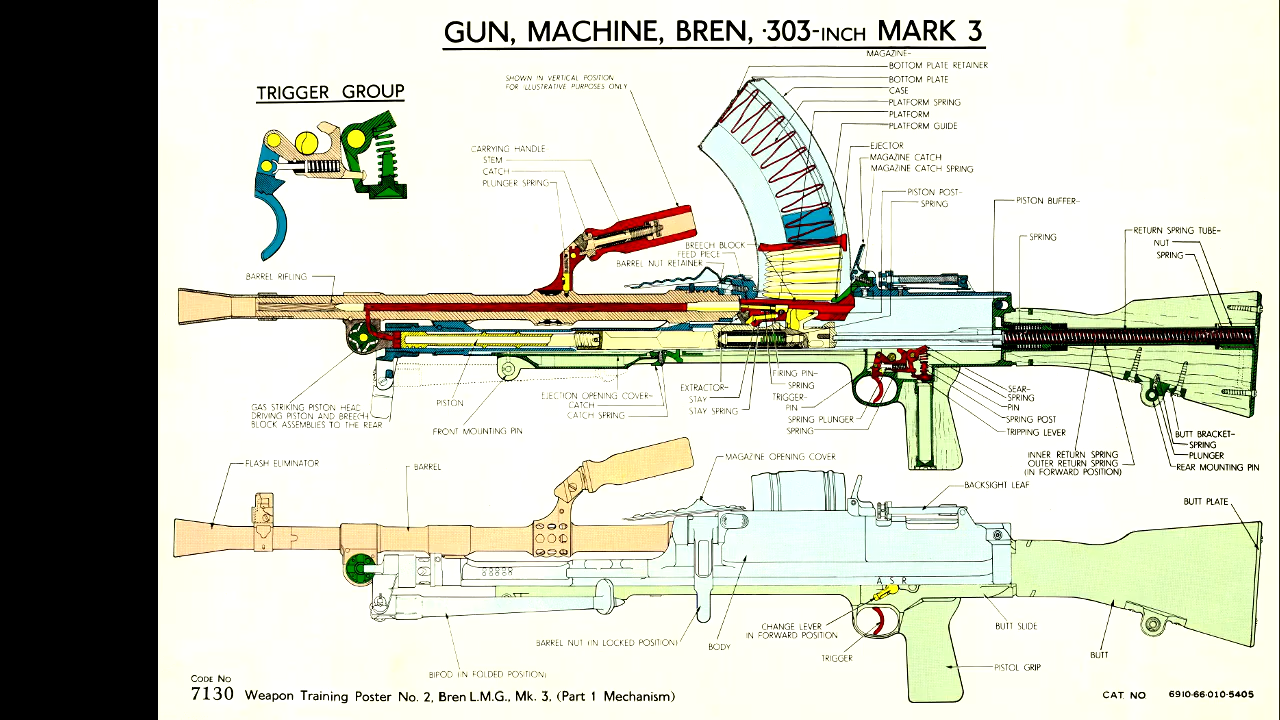 GUN, MACHINE, BREN, ·303-INCH MARK 3
MAGAZINE-
BOTTOM PLATE RETAINER
BOTTOM PLATE
CASE
PLATFORM SPRING
PLATFORM
PLATFORM GUIDE
SHOWN IN VERTICAL POSITION
FOR ILLUSTRATIVE PURPOSES ONLY
TRIGGER GROUP
EJECTOR
MAGAZINE CATCH
MAGAZINE CATCH SPRING
CARRYING HANDLE
STEM
CATCH
PLUNGER SPRING
PISTON POST-
SPRING
PISTON BUFFER-
SPRING
RETURN SPRING TUBE-
NUT
SPRING
BREECH BLOCK
FEED PIECE
BARREL NUT RETAINER
BARREL RIFLING
GAS STRIKING PISTON HEAD
DRIVING PISTON AND BREECH
BLOCK ASSEMBLIES TO THE REAR
PISTON
FRONT MOUNTING PIN
EJECTION OPENING COVER-
CATCH
CATCH SPRING
EXTRACTOR-
STAY
STAY SPRING
FIRING PIN-
SPRING
TRIGGER-
PIN
SPRING PLUNGER
SPRING
SEAR-
SPRING
PIN
SPRING POST
TRIPPING LEVER
INNER RETURN SPRING
OUTER RETURN SPRING
(IN FORWARD POSITION)
BUTT BRACKET-
SPRING
PLUNGER
REAR MOUNTING PIN
FLASH ELIMINATOR
BARREL
MAGAZINE OPENING COVER
BACKSIGHT LEAF
BUTT PLATE
A S R
BARREL NUT (IN LOCKED POSITION)
BODY
CHANGE LEVER
IN FORWARD POSITION
TRIGGER
BUTT SLIDE
BUTT
PISTOL GRIP
BIPOD (IN FOLDED POSITION)
CODE NO
7130 Weapon Training Poster No. 2, Bren L.M.G., Mk. 3, (Part 1 Mechanism)
CAT. NO 6910-66-010-5405